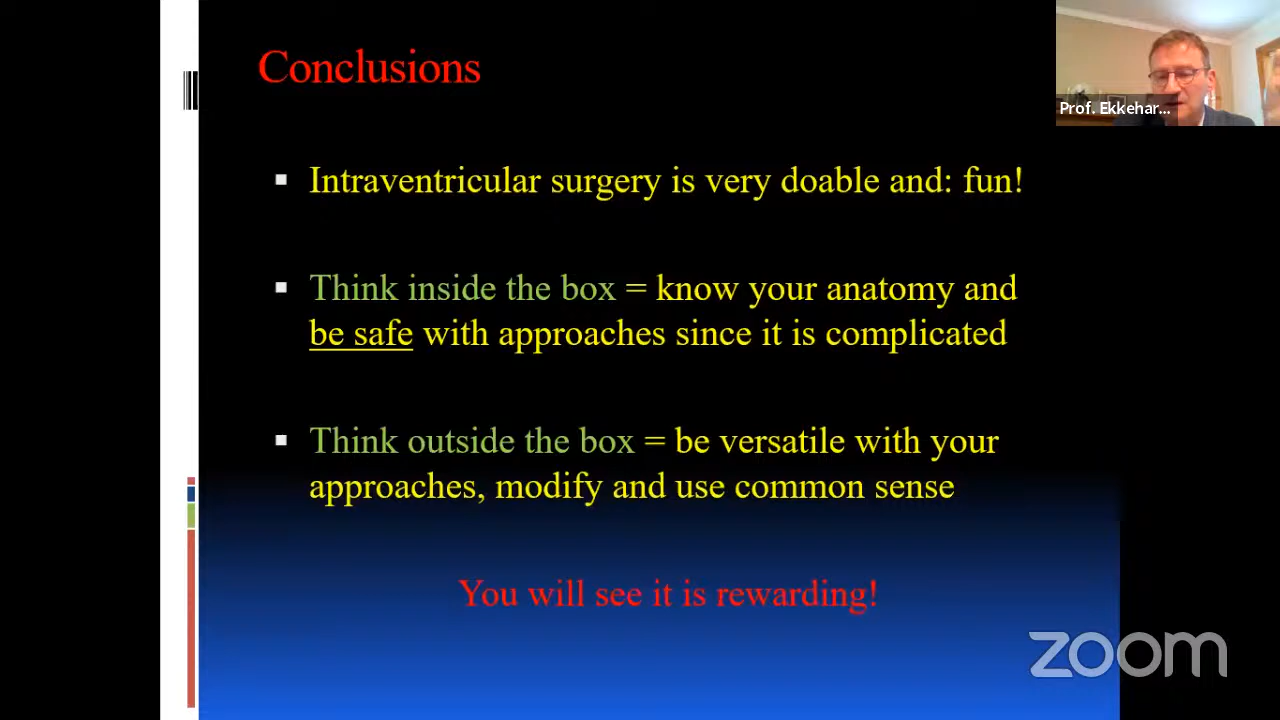 Conclusions
Prof. Ekkehar...
Intraventricular surgery is very doable and: fun!
Think inside the box = know your anatomy and
be safe with approaches since it is complicated
Think outside the box = be versatile with your
approaches, modify and use common sense
You will see it is rewarding!
zoom